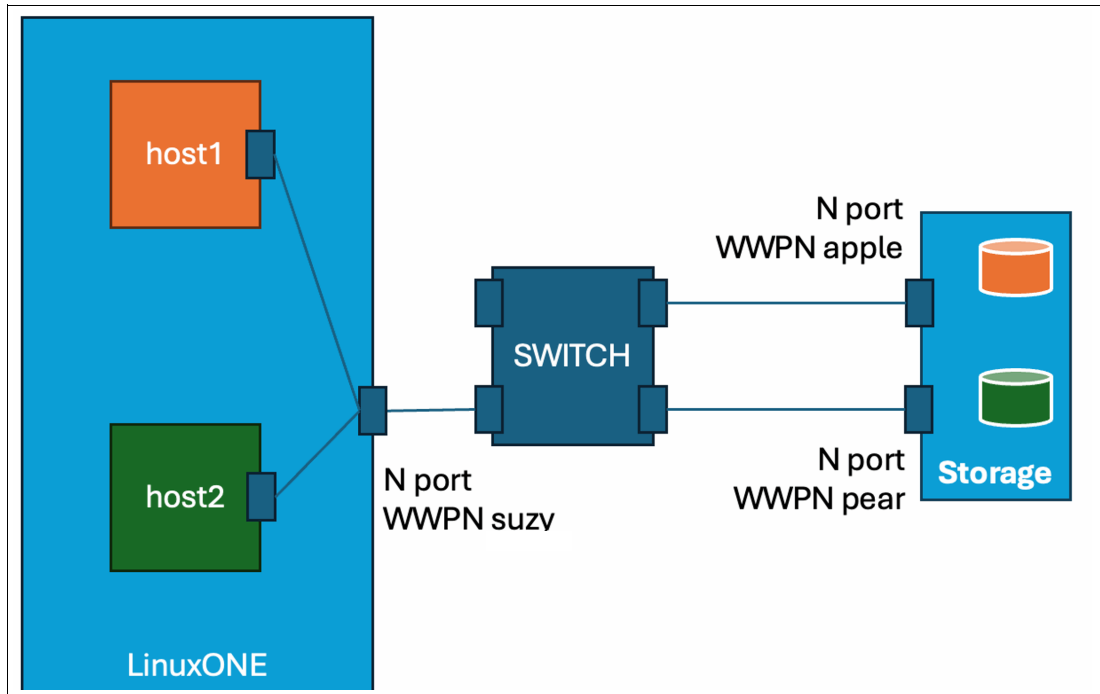 host1
N port
WWPN apple
SWITCH
host2
N port
WWPN suzy
N port
WWPN pear
Storage
LinuxONE